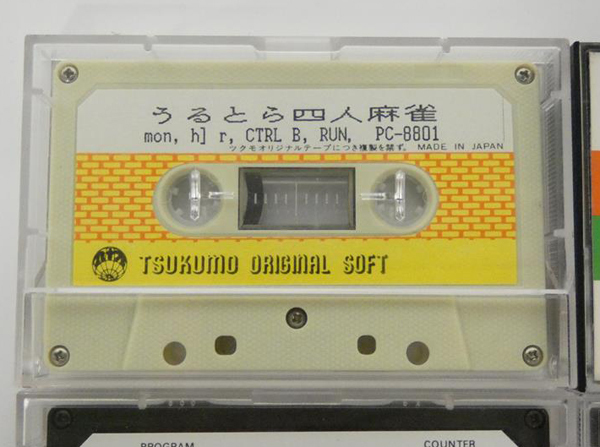 うるとら四人麻雀
mon, h] r, CTRL B, RUN, PC-8801
ツクモオリジナルテープにつき複製を禁ず。 MADE IN JAPAN
TSUKUMO ORIGINAL SOFT
PROGRAM
COUNTER